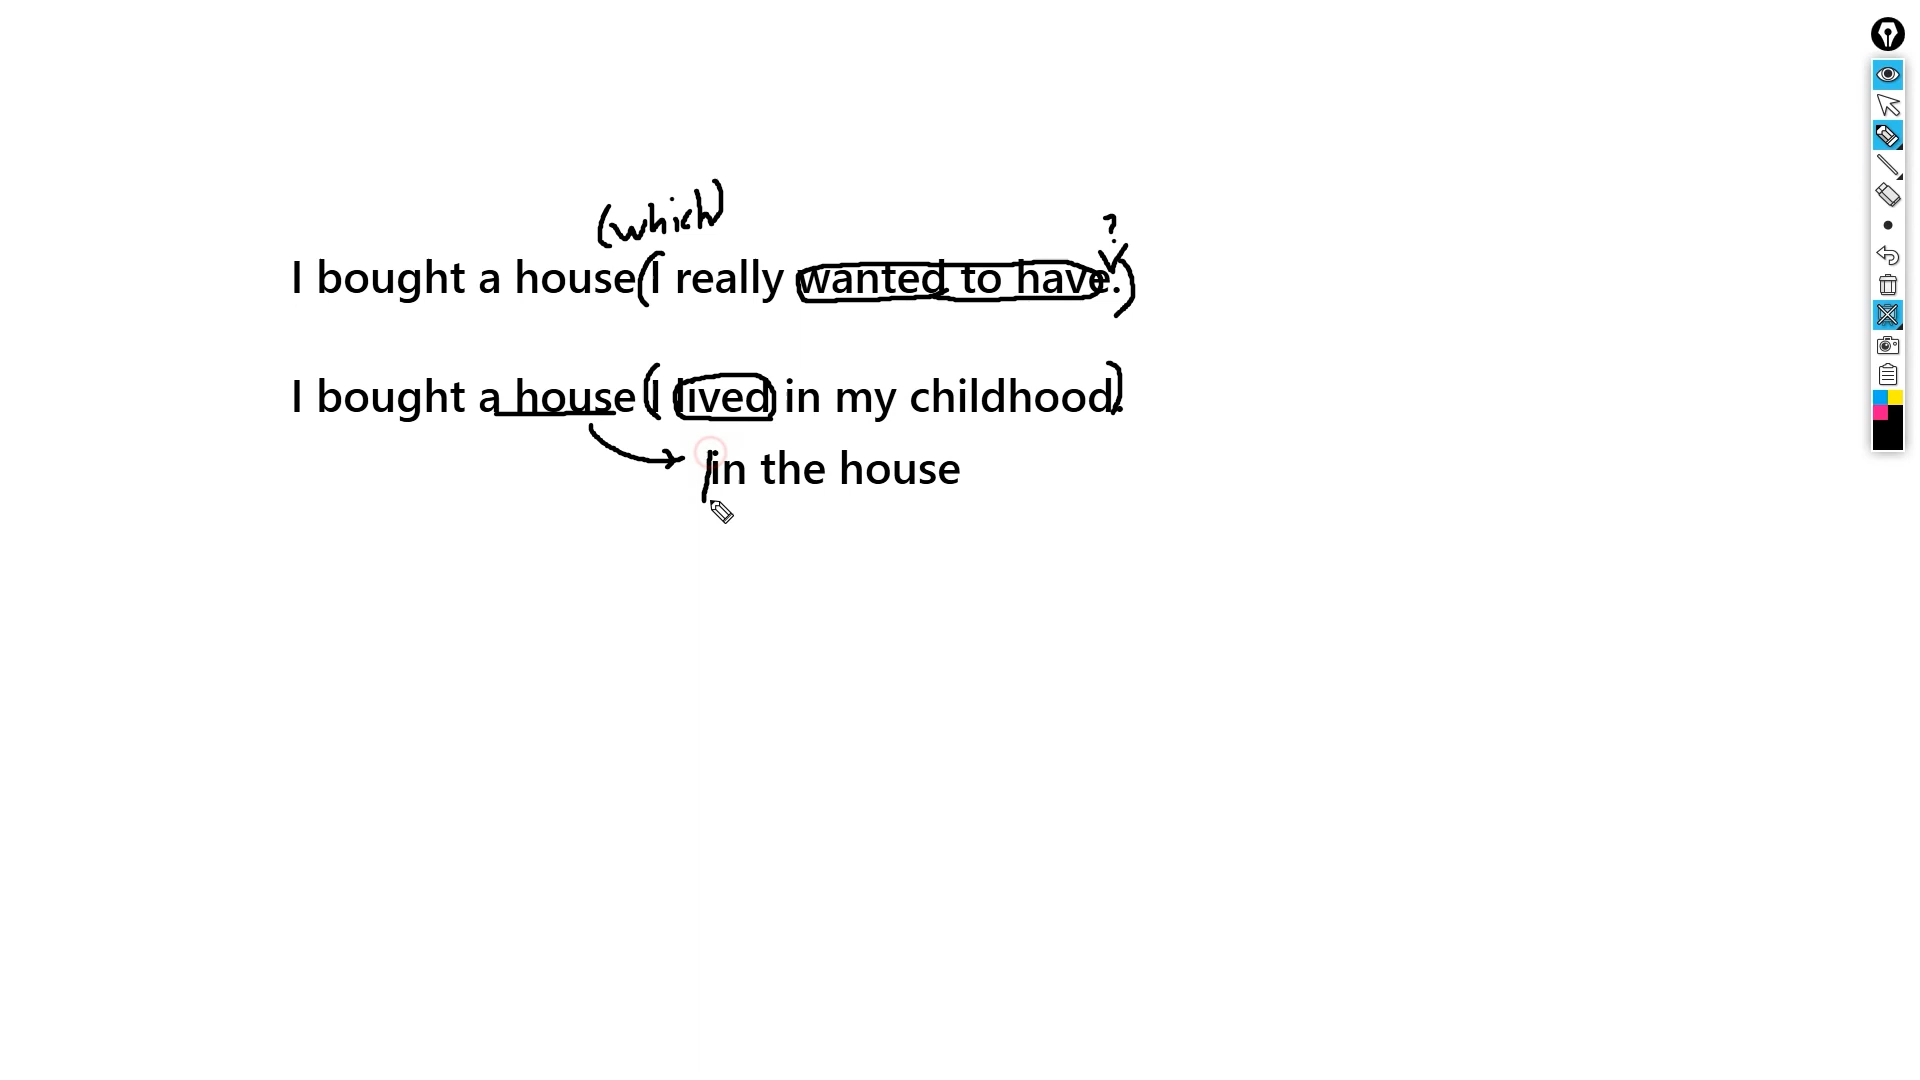 (which)
?
I bought a house (I really wanted to have.)
I bought a house (I lived in my childhood).
in the house